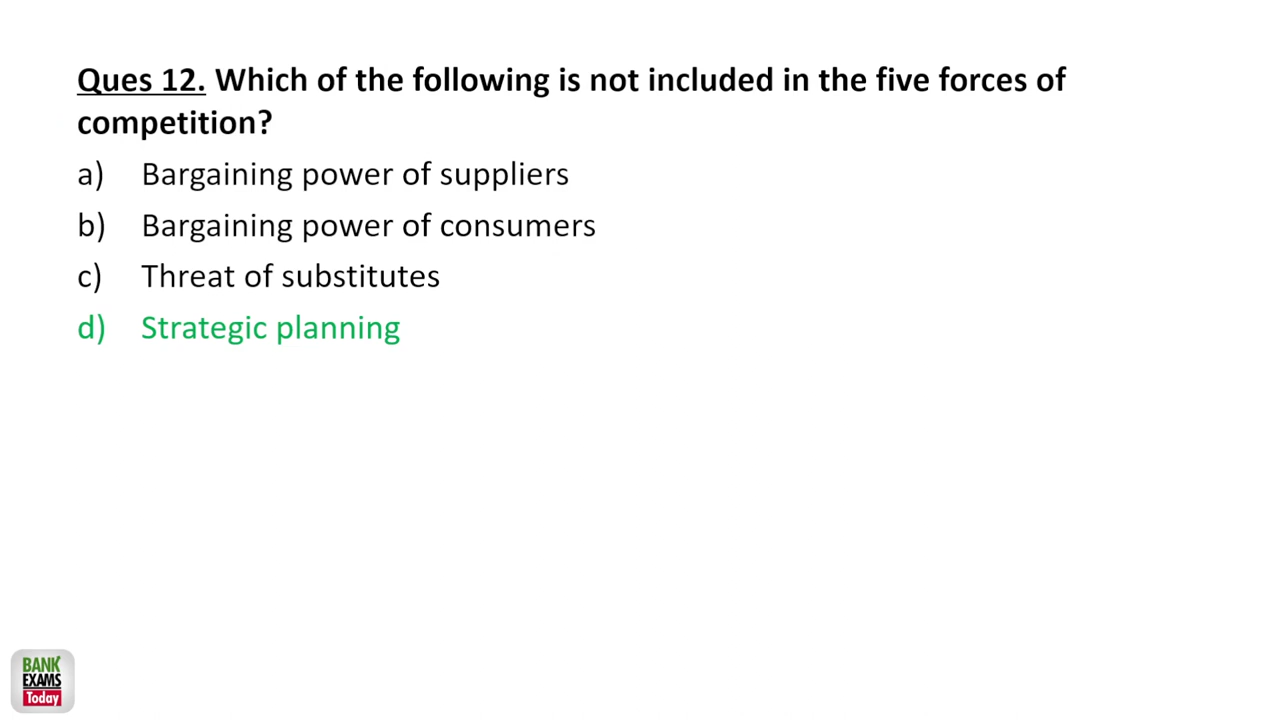 Ques 12. Which of the following is not included in the five forces of
competition?
a) Bargaining power of suppliers
b) Bargaining power of consumers
c) Threat of substitutes
d) Strategic planning
BANK
EXAMS
Today